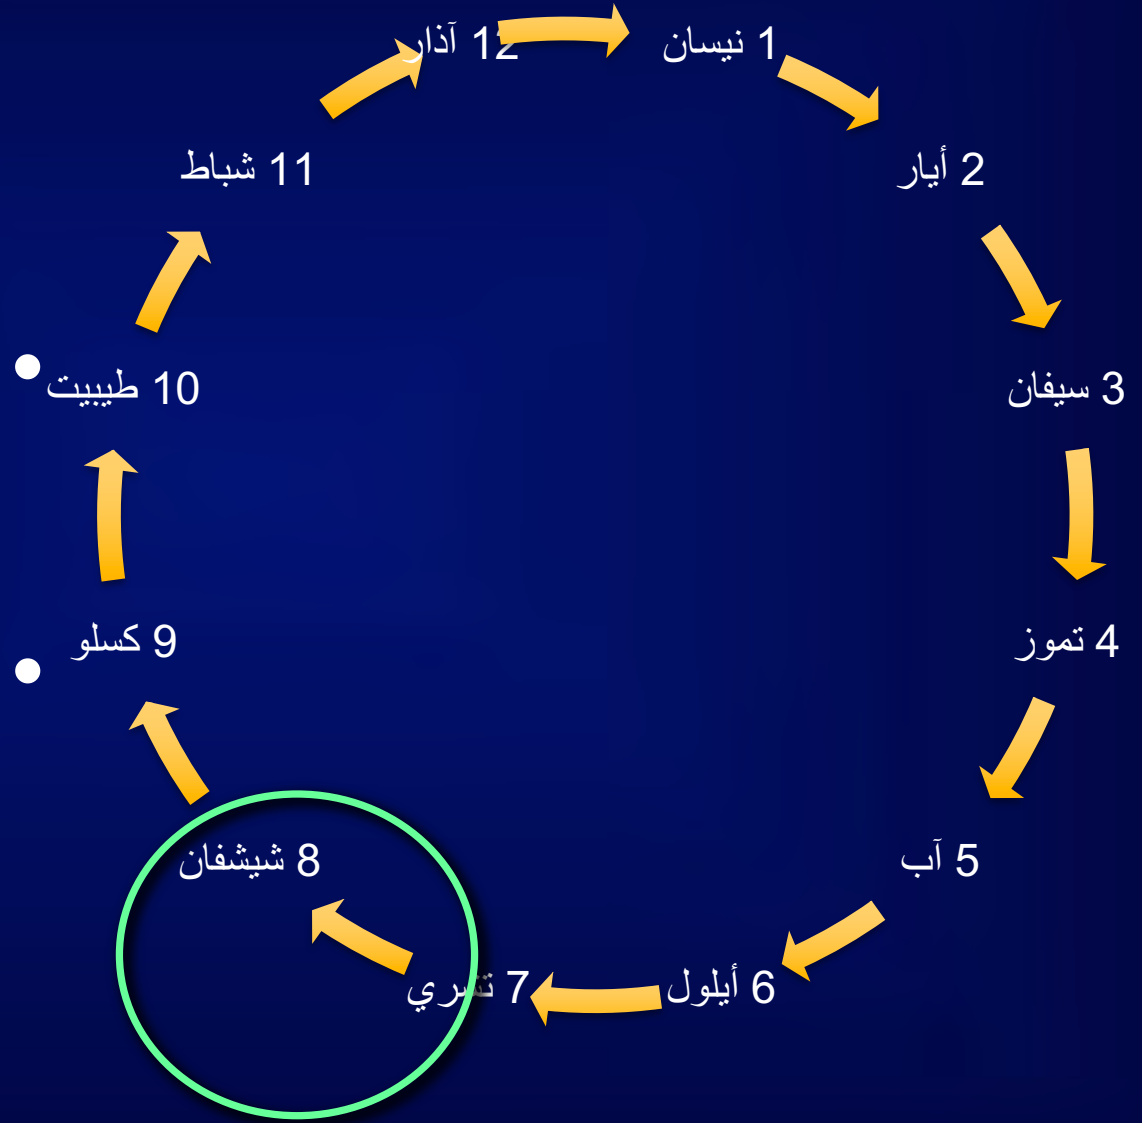 1 نيسان
2 أيار
3 سيفان
4 تموز
5 آب
6 أيلول
7 تشري
8 شيشفان
9 كسلو
10 طيبيت
11 شباط
12 آذار